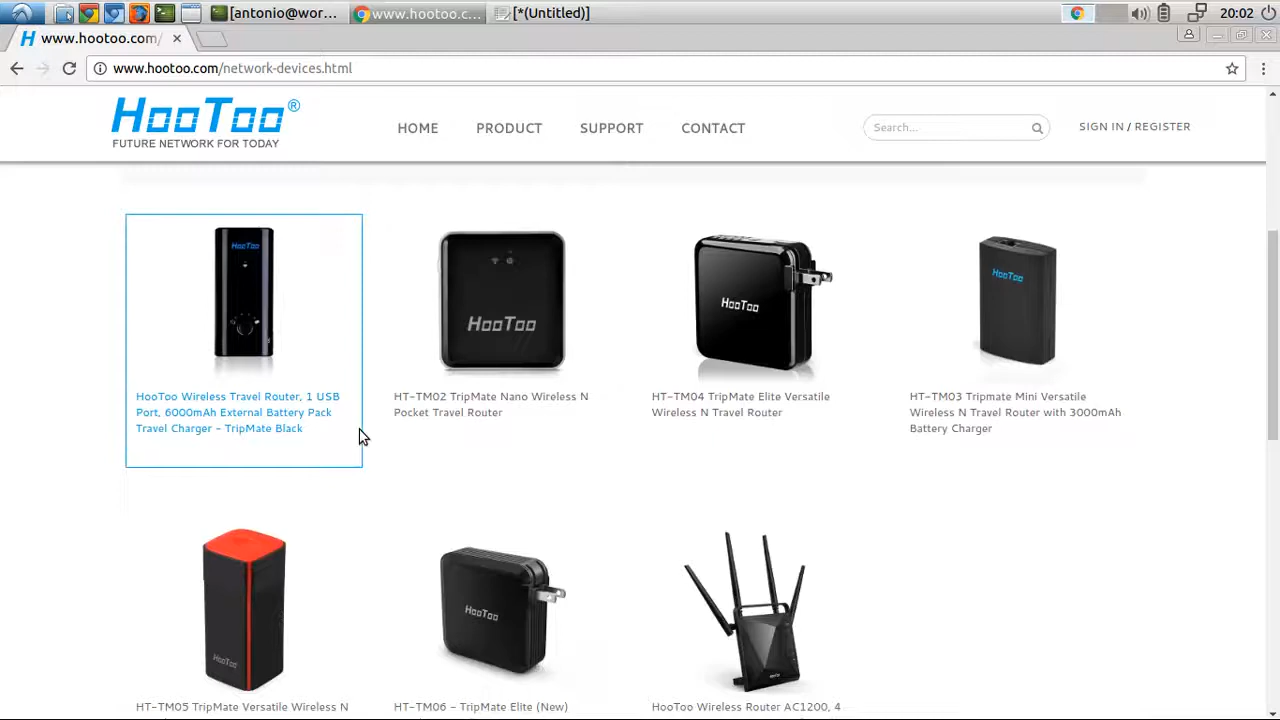 [antonio@wor...
www.hootoo.c...
[*(Untitled)]
20:02
www.hootoo.com/
www.hootoo.com/network-devices.html
HooToo®
FUTURE NETWORK FOR TODAY
HOME
PRODUCT
SUPPORT
CONTACT
Search...
SIGN IN / REGISTER
HooToo
HooToo
HooToo
HooToo
HooToo Wireless Travel Router, 1 USB
Port, 6000mAh External Battery Pack
Travel Charger - TripMate Black
HT-TM02 TripMate Nano Wireless N
Pocket Travel Router
HT-TM04 TripMate Elite Versatile
Wireless N Travel Router
HT-TM03 Tripmate Mini Versatile
Wireless N Travel Router with 3000mAh
Battery Charger
HooToo
HooToo
HooToo
HT-TM05 TripMate Versatile Wireless N
HT-TM06 - TripMate Elite (New)
HooToo Wireless Router AC1200, 4